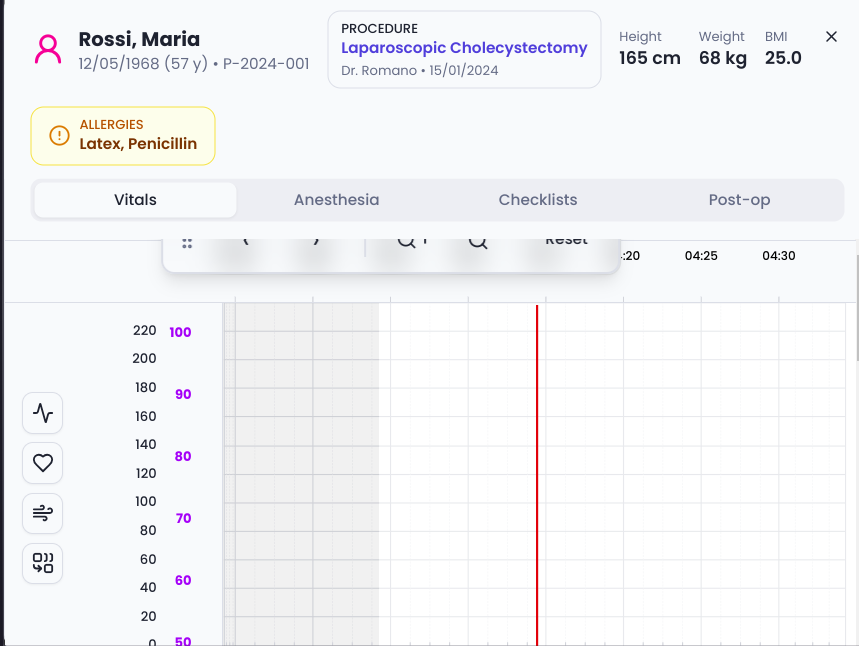 Rossi, Maria
12/05/1968 (57 y) • P-2024-001
PROCEDURE
Laparoscopic Cholecystectomy
Dr. Romano • 15/01/2024
Height
165 cm
Weight
68 kg
BMI
25.0
ALLERGIES
Latex, Penicillin
Vitals
Anesthesia
Checklists
Post-op
Reset
:20
04:25
04:30
220
200
180
160
140
120
100
80
60
40
20
0
100
90
80
70
60
50